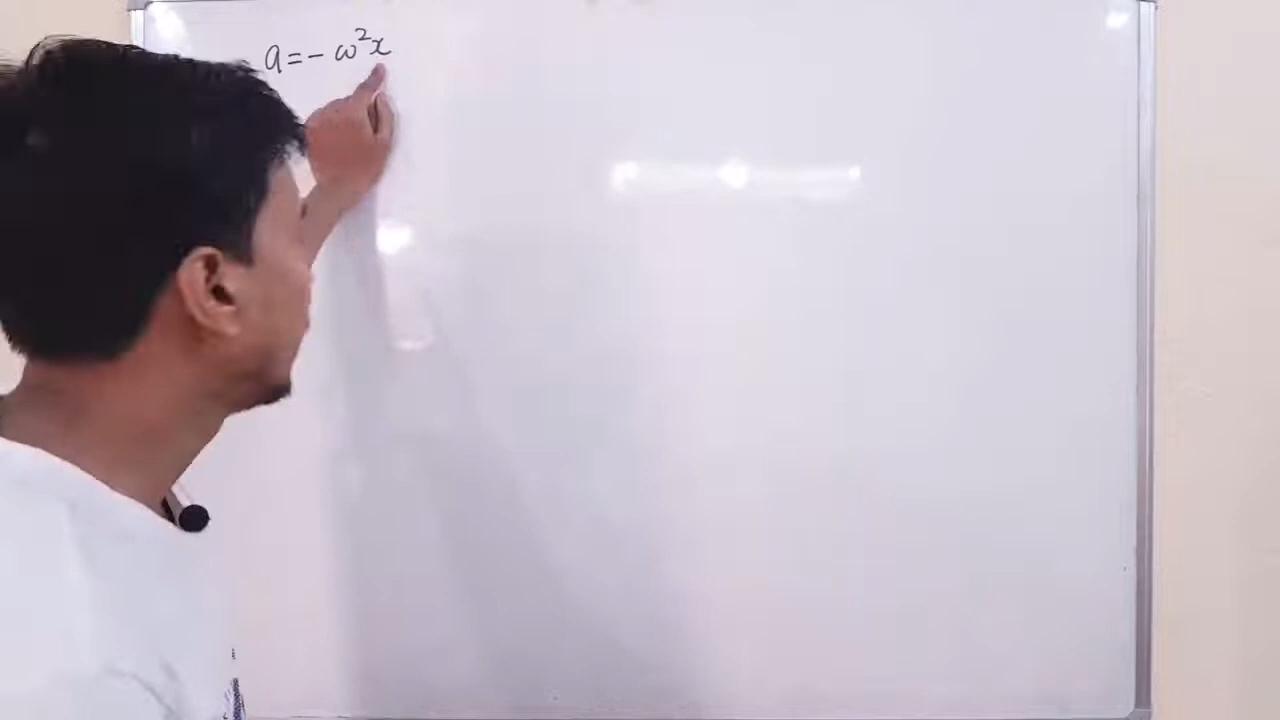 a = - ω²x